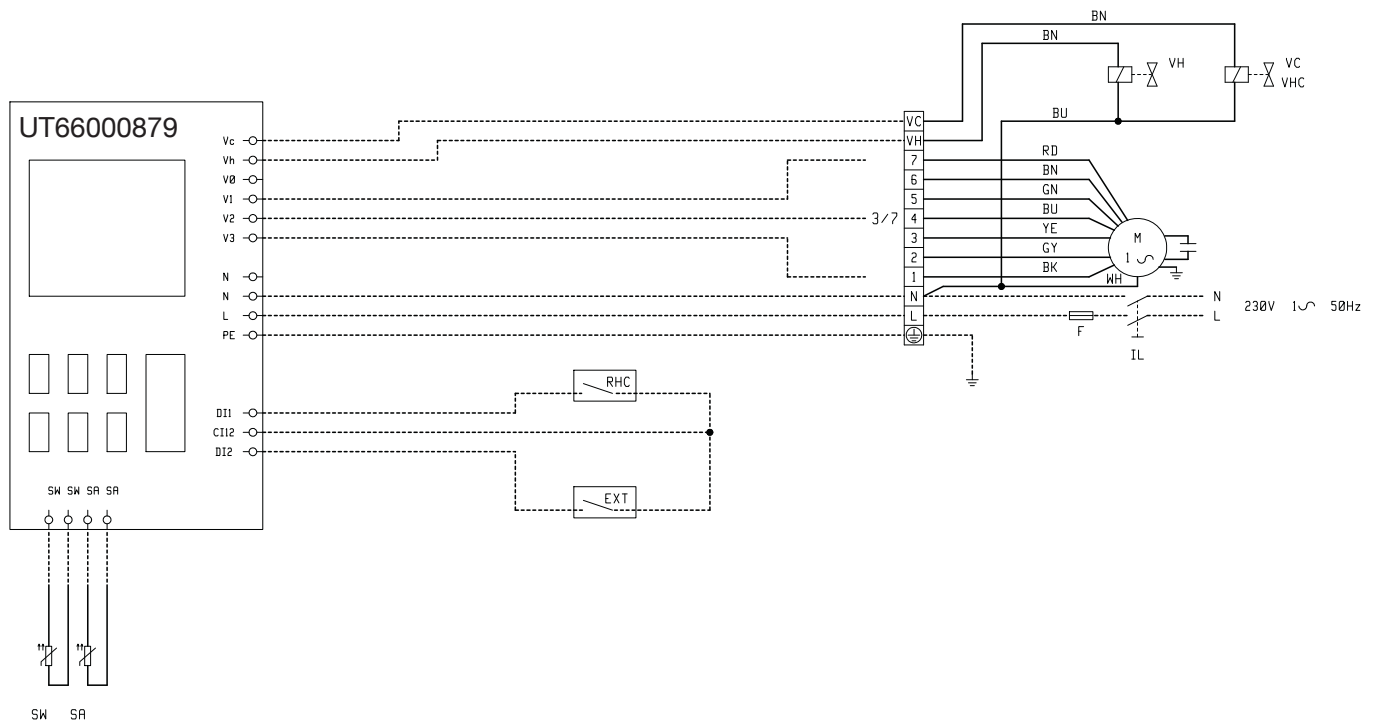 BN
BN
VH
VC
VHC
UT66000879
BU
Vc
VC
Vh
VH
RD
7
V0
BN
6
V1
GN
5
V2
3/7
BU
4
V3
YE
3
M
1
GY
2
N
BK
1
WH
N
N
N
L
L
L
230V 1 50Hz
F
PE
IL
RHC
DI1
CI12
DI2
EXT
SW SW SA SA
SW SA